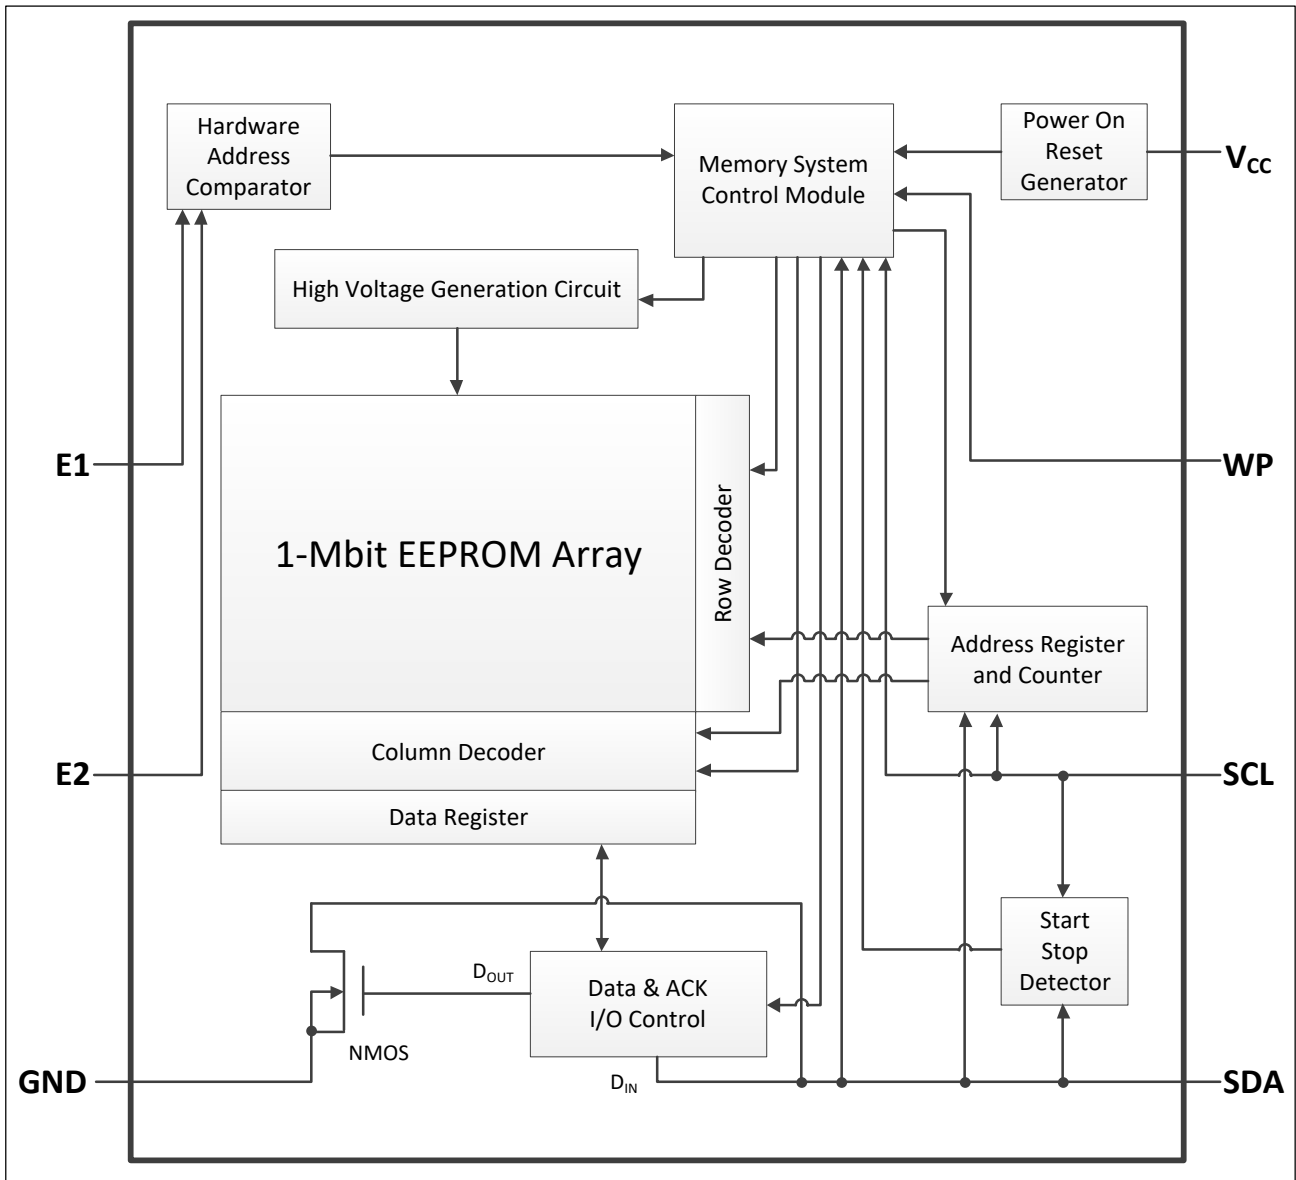 Hardware
Address
Comparator
Memory System
Control Module
Power On
Reset
Generator
VCC
High Voltage Generation Circuit
E1
WP
1-Mbit EEPROM Array
Row Decoder
Address Register
and Counter
Column Decoder
E2
SCL
Data Register
Start
Stop
Detector
DOUT
Data & ACK
I/O Control
NMOS
GND
DIN
SDA